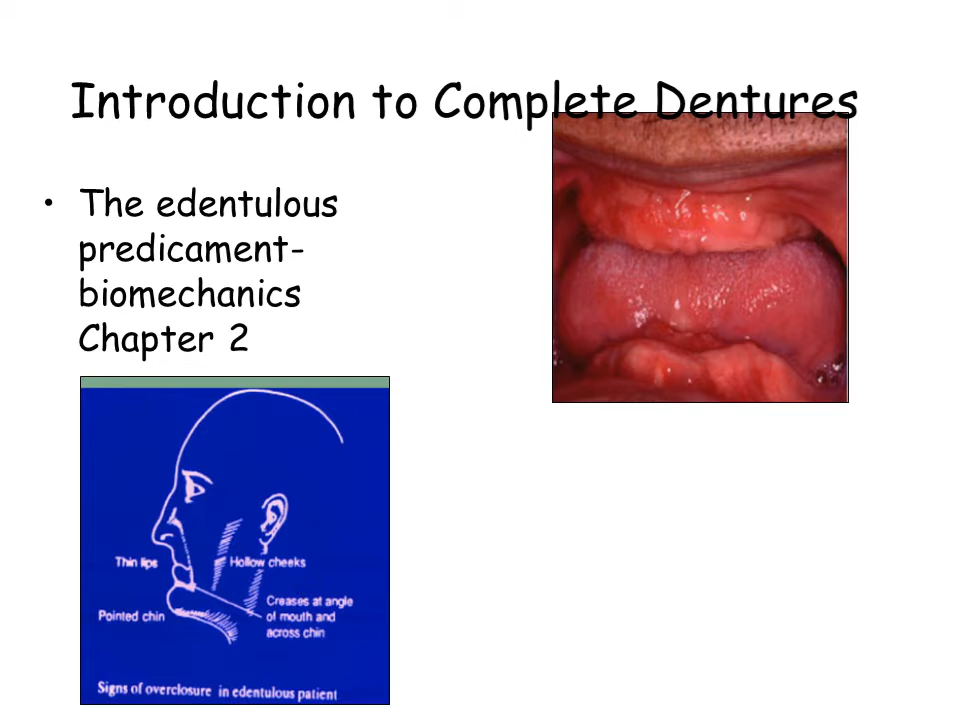 Introduction to Complete Dentures
• The edentulous
predicament-
biomechanics
Chapter 2
Thin lips
Hollow cheeks
Pointed chin
Creases at angle
of mouth and
across chin
Signs of overclosure in edentulous patient